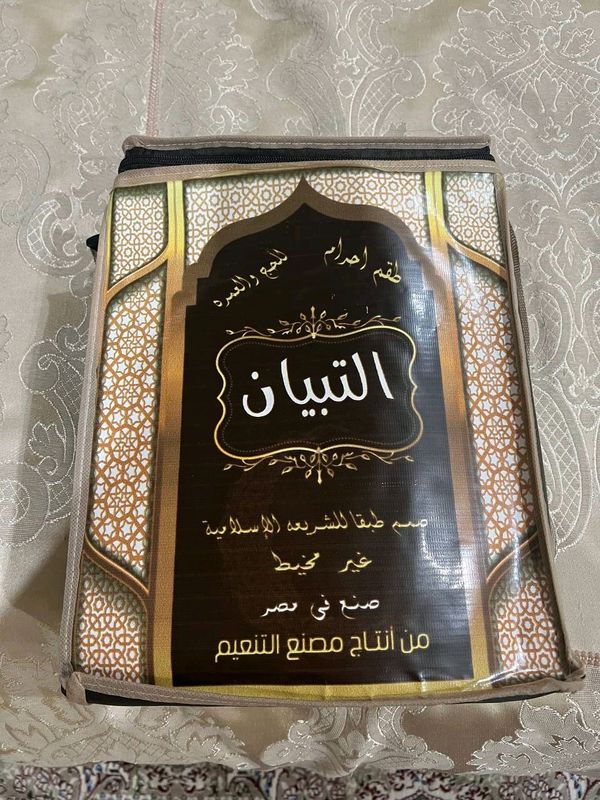 طقم احرام للحج والعمره
التبيان
صمم طبقا للشريعه الإسلامية
غير مخيط
صنع في مصر
من أنتاج مصنع التنعيم